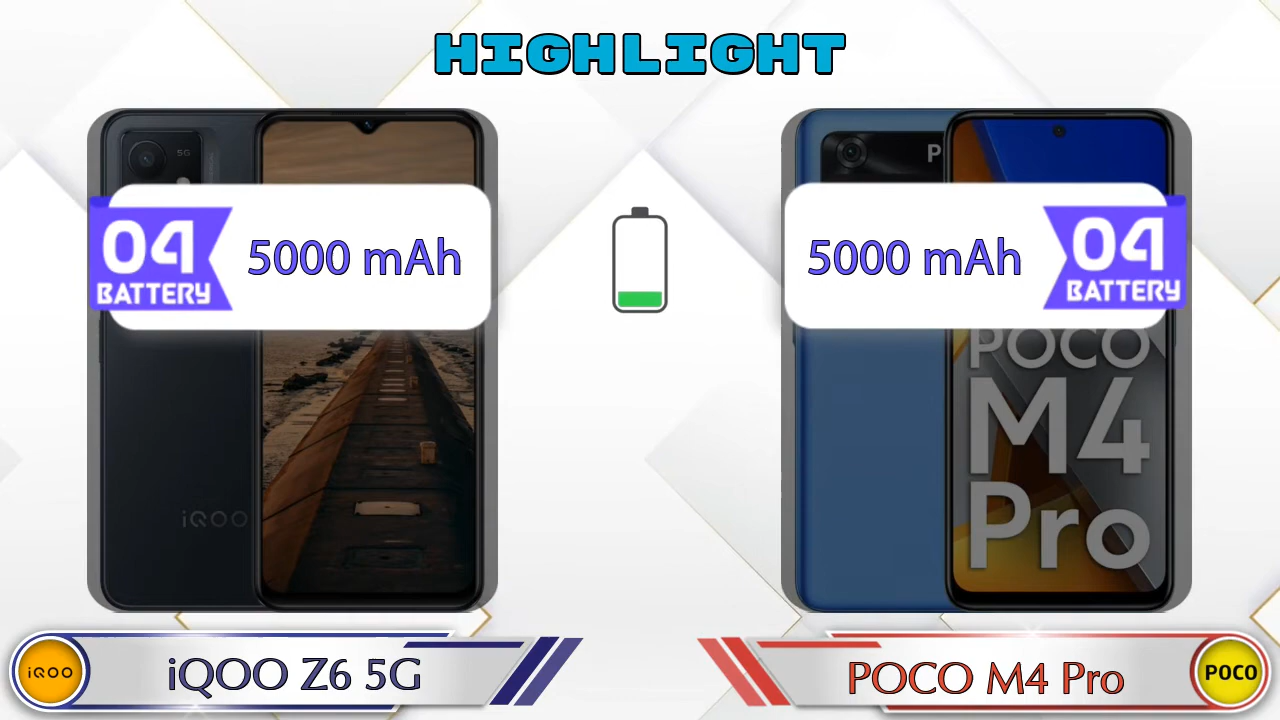 HIGHLIGHT
5G
04
BATTERY
5000 mAh
iQOO
P
5000 mAh
04
BATTERY
POCO
M4
Pro
iQOO
iQOO Z6 5G
POCO M4 Pro
POCO